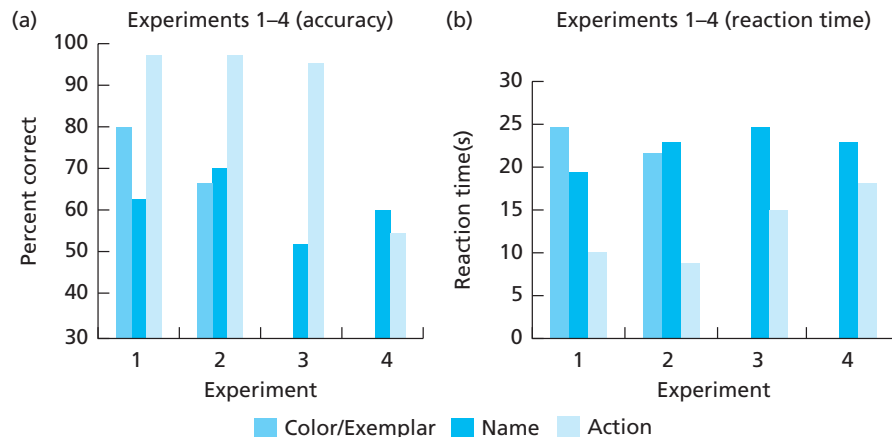 (a) Experiments 1–4 (accuracy)
100
90
80
70
60
50
40
30
Percent correct
1 2 3 4
Experiment
(b) Experiments 1–4 (reaction time)
30
25
20
15
10
5
0
Reaction time(s)
1 2 3 4
Experiment
Color/Exemplar Name Action